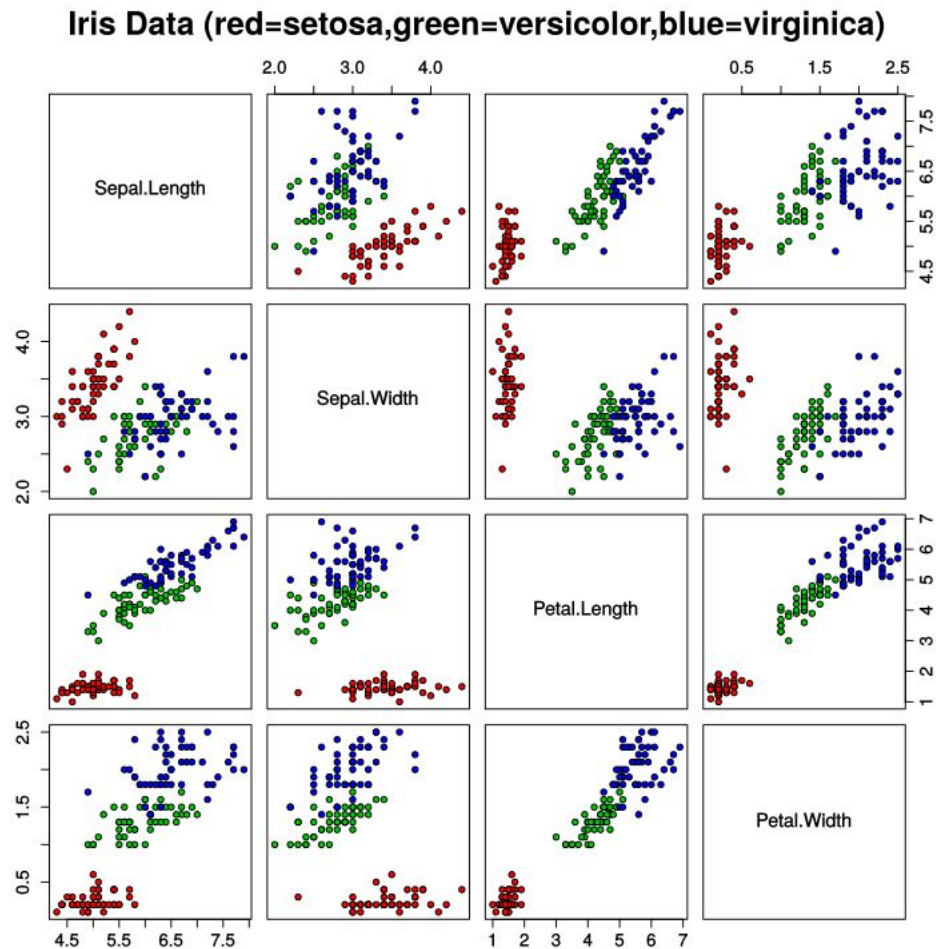 Iris Data (red=setosa,green=versicolor,blue=virginica)
2.0 3.0 4.0
0.5 1.5 2.5
Sepal.Length
4.5 5.5 6.5 7.5
2.0 3.0 4.0
Sepal.Width
Petal.Length
1 2 3 4 5 6 7
0.5 1.5 2.5
Petal.Width
4.5 5.5 6.5 7.5
1 2 3 4 5 6 7